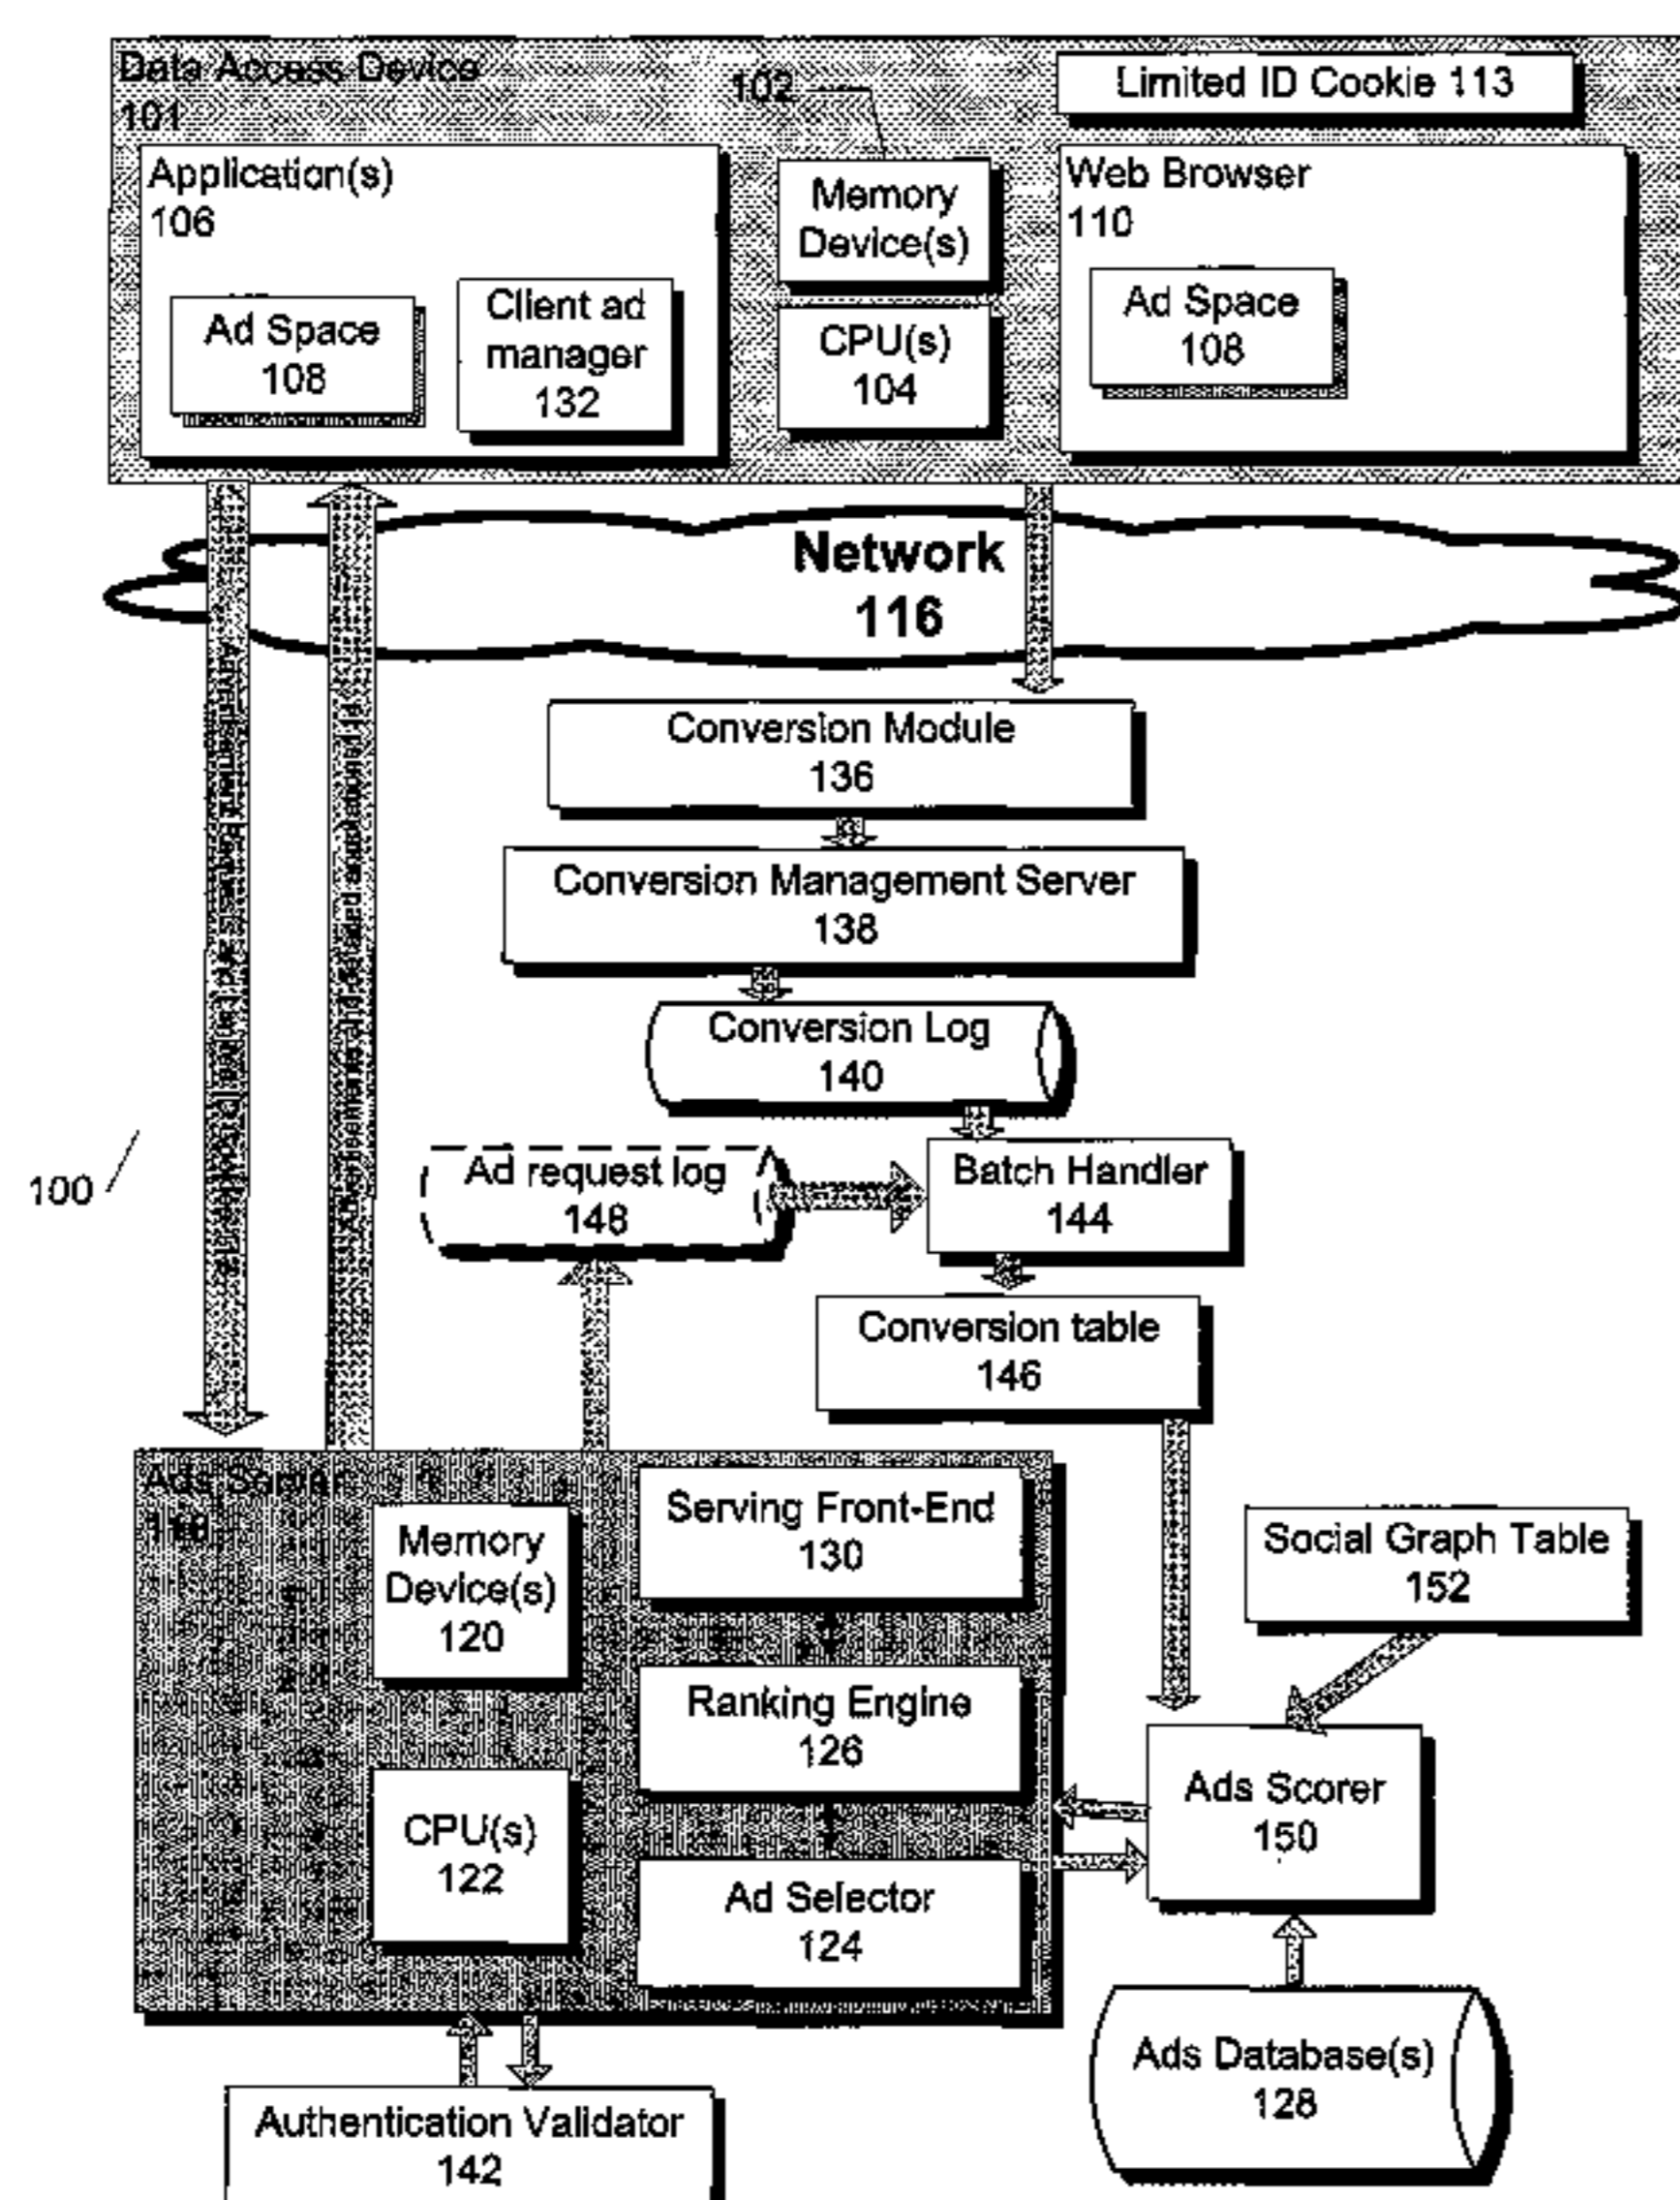 Data Access Device
101
102
Limited ID Cookie 113
Application(s)
106
Ad Space
108
Client ad
manager
132
Memory
Device(s)
CPU(s)
104
Web Browser
110
Ad Space
108
Network
116
Conversion Module
136
Conversion Management Server
138
Conversion Log
140
100
Ad request log
148
Batch Handler
144
Conversion table
146
Ads Server
Memory
Device(s)
120
CPU(s)
122
Serving Front-End
130
Ranking Engine
126
Ad Selector
124
Social Graph Table
152
Ads Scorer
150
Ads Database(s)
128
Authentication Validator
142